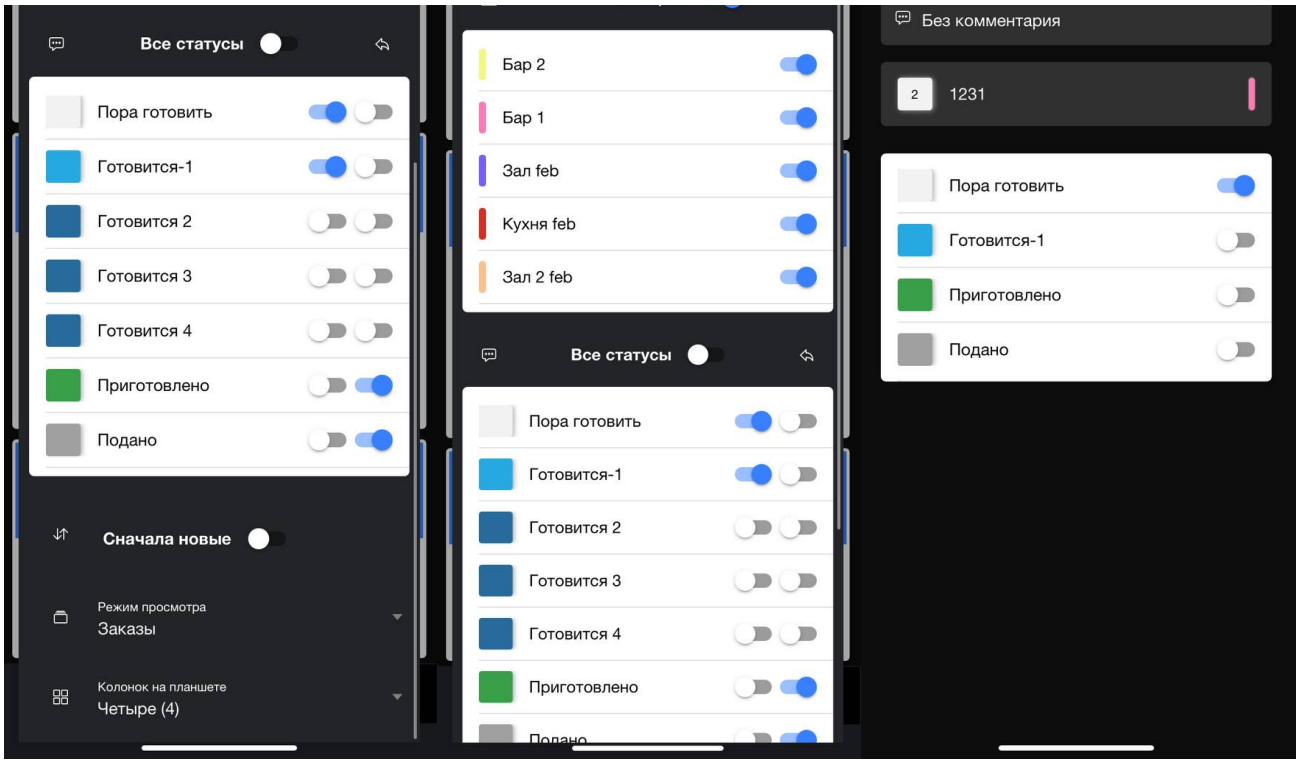 Все статусы
Пора готовить
Готовится-1
Готовится 2
Готовится 3
Готовится 4
Приготовлено
Подано
Сначала новые
Режим просмотра
Заказы
Колонок на планшете
Четыре (4)
Бар 2
Бар 1
Зал feb
Кухня feb
Зал 2 feb
Все статусы
Пора готовить
Готовится-1
Готовится 2
Готовится 3
Готовится 4
Приготовлено
Подано
Без комментария
2 1231
Пора готовить
Готовится-1
Приготовлено
Подано